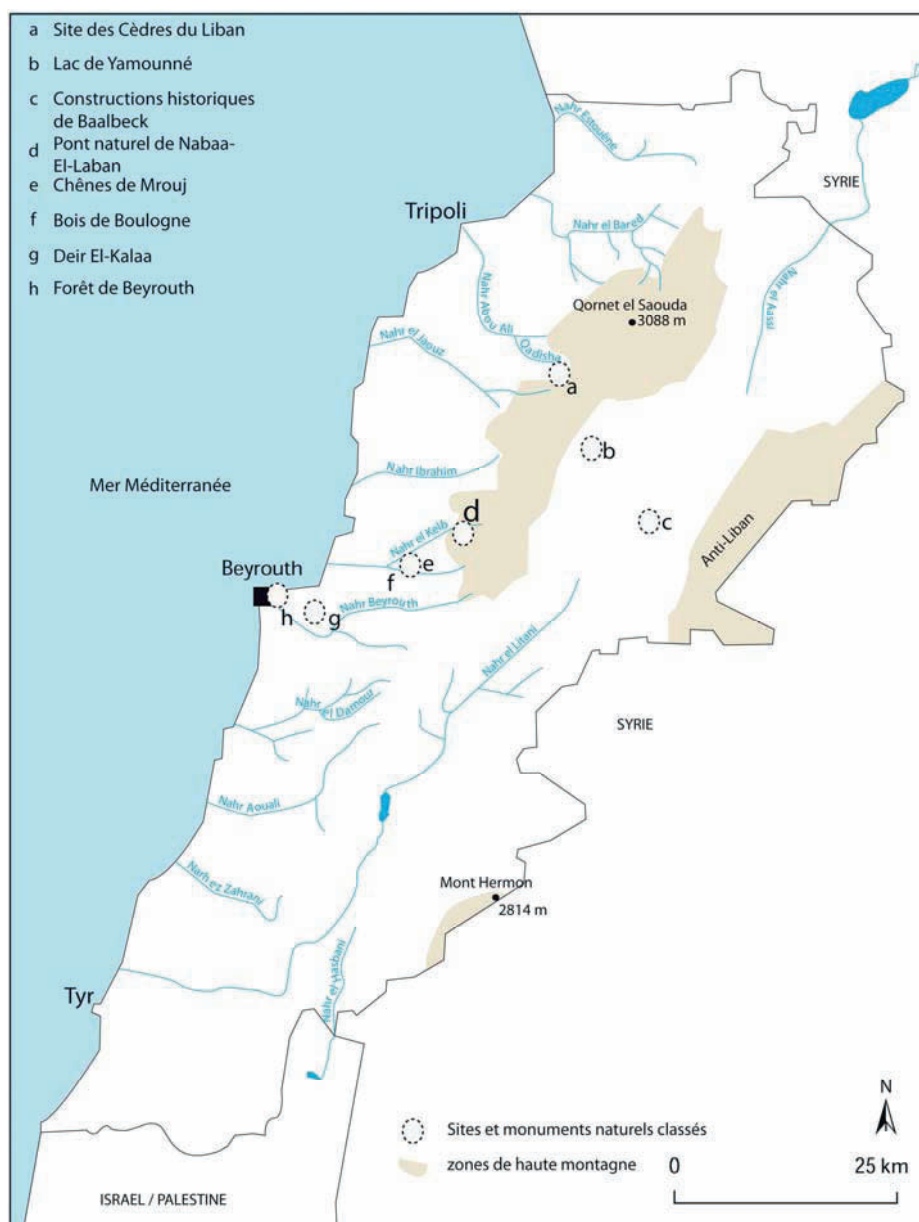 a Site des Cèdres du Liban
b Lac de Yamounné
c Constructions historiques
de Baalbeck
d Pont naturel de Nabaa-
El-Laban
e Chênes de Mrouj
f Bois de Boulogne
g Deir El-Kalaa
h Forêt de Beyrouth
Nahr Estouène
SYRIE
Tripoli
Nahr el Bared
Nahr el Aassi
Nahr Abou Ali
Qornet el Saouda
3088 m
Nahr el Jaouz
Qadisha
a
b
Nahr Ibrahim
Mer Méditerranée
d
c
Anti-Liban
Nahr el Kelb
e
f
Beyrouth
h
g
Nahr Beyrouth
Nahr el Litani
Nahr
el Damour
SYRIE
Nahr Aouali
Narh ez Zahrani
Mont Hermon
2814 m
Nahr el Hasbani
Tyr
N
Sites et monuments naturels classés
zones de haute montagne
0 25 km
ISRAEL / PALESTINE